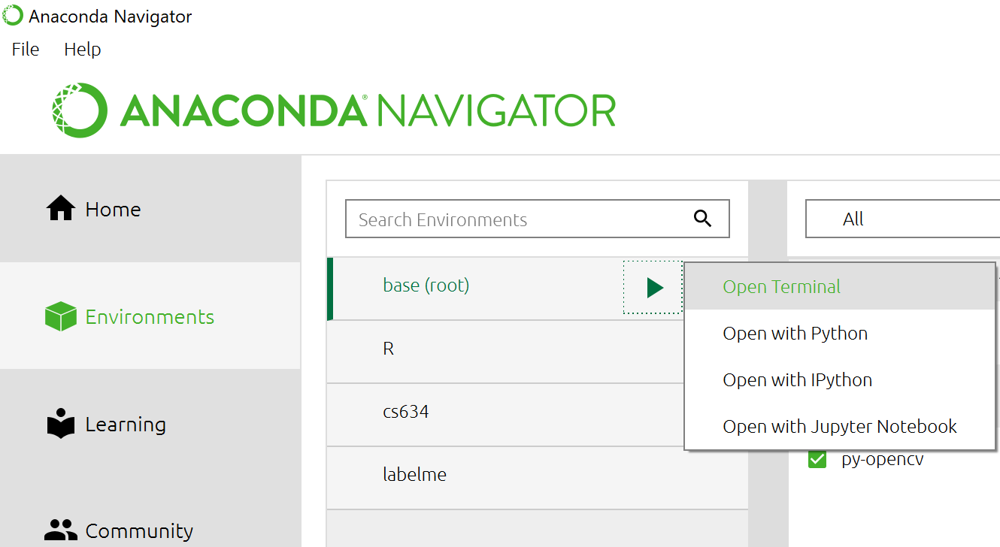 Anaconda Navigator
File Help
ANACONDA® NAVIGATOR
Home
Environments
Learning
Community
Search Environments
base (root)
R
cs634
labelme
All
Open Terminal
Open with Python
Open with IPython
Open with Jupyter Notebook
py-opencv